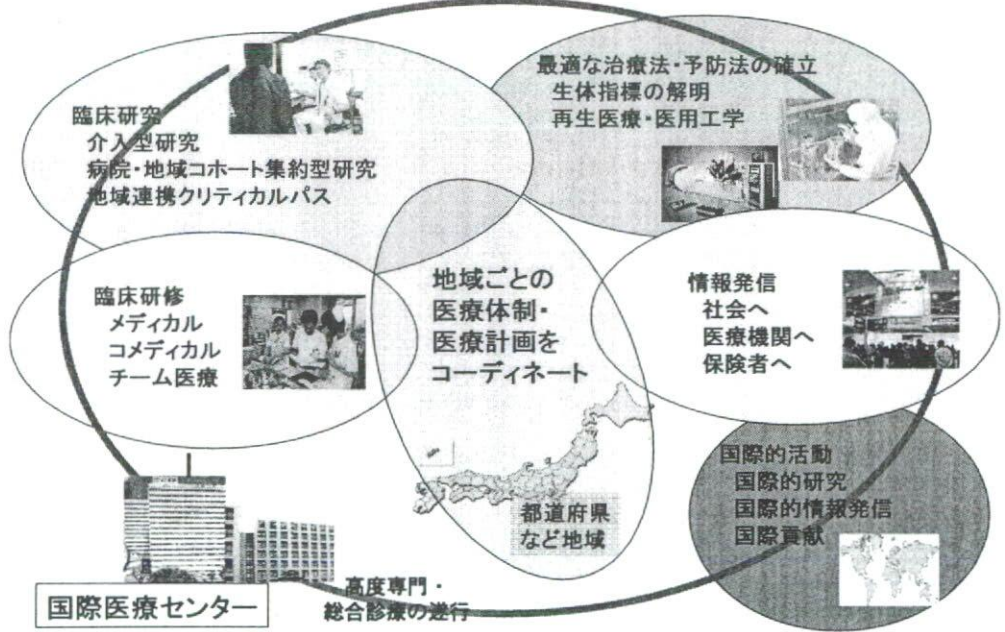 臨床研究
介入型研究
病院・地域コホート集約型研究
地域連携クリティカルパス
最適な治療法・予防法の確立
生体指標の解明
再生医療・医用工学
臨床研修
メディカル
コメディカル
チーム医療
地域ごとの
医療体制・
医療計画を
コーディネート
情報発信
社会へ
医療機関へ
保険者へ
国際的活動
国際的研究
国際的情報発信
国際貢献
都道府県
など地域
国際医療センター
高度専門・
総合診療の遂行